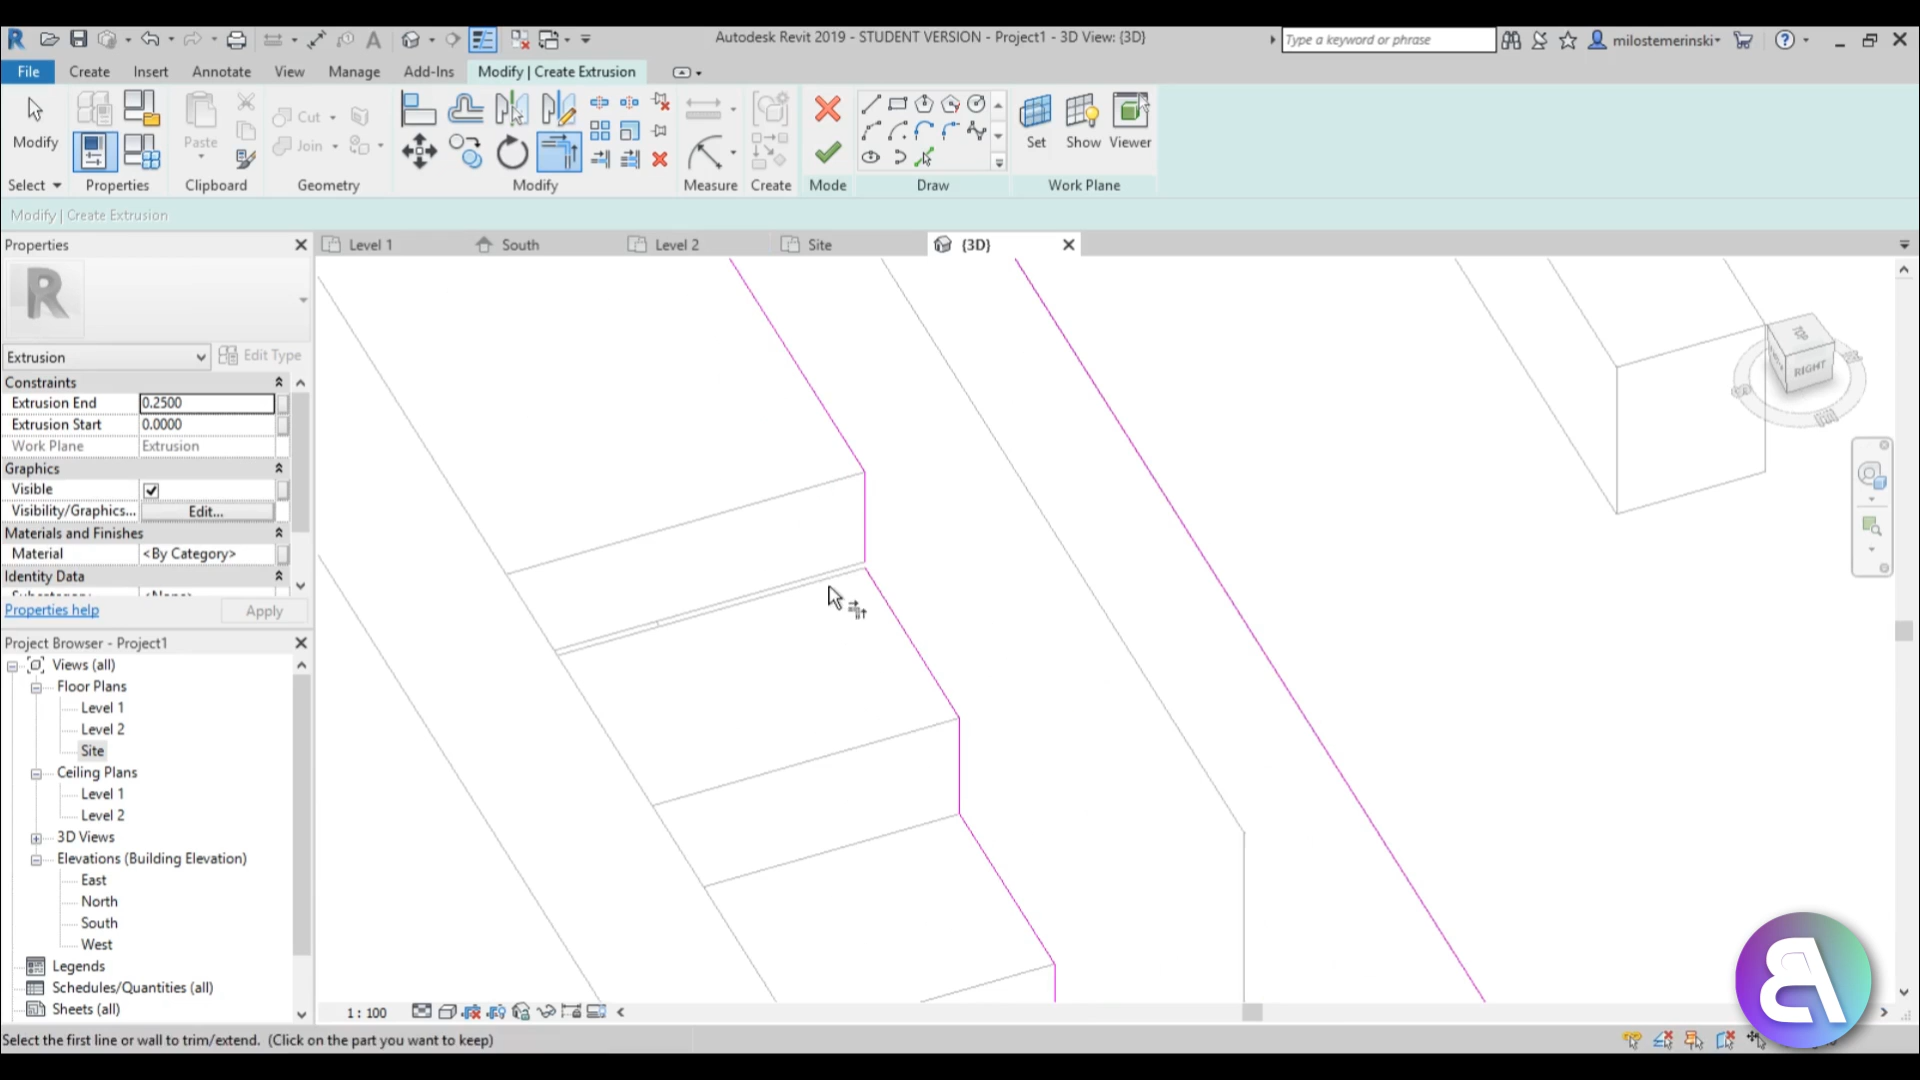 Autodesk Revit 2019 - STUDENT VERSION - Project1 - 3D View: {3D}
Type a keyword or phrase
milostemerinski
File Create Insert Annotate View Manage Add-Ins Modify | Create Extrusion
Modify
Paste
Cut
Join
Set Show Viewer
Select Properties Clipboard Geometry Modify Measure Create Mode Draw Work Plane
Modify | Create Extrusion
Properties
Level 1 South Level 2 Site {3D}
R
Extrusion Edit Type
Constraints
Extrusion End 0.2500
Extrusion Start 0.0000
Work Plane Extrusion
Graphics
Visible
Visibility/Graphics... Edit...
Materials and Finishes
Material <By Category>
Identity Data
Properties help Apply
Project Browser - Project1
Views (all)
Floor Plans
Level 1
Level 2
Site
Ceiling Plans
Level 1
Level 2
3D Views
Elevations (Building Elevation)
East
North
South
West
Legends
Schedules/Quantities (all)
Sheets (all)
TOP
RIGHT
1 : 100
Select the first line or wall to trim/extend. (Click on the part you want to keep)